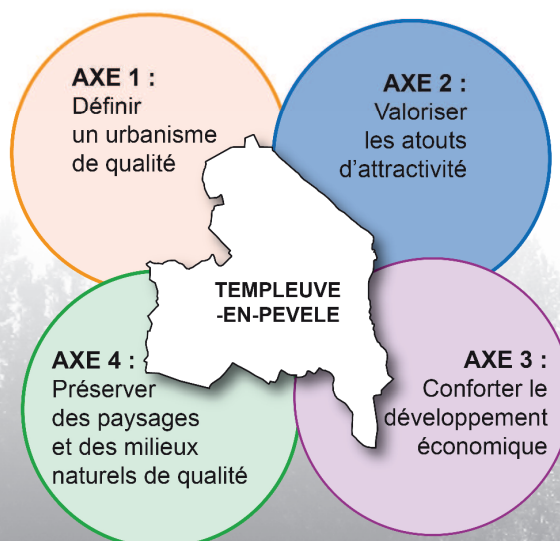 AXE 1 :
Définir
un urbanisme
de qualité
AXE 2 :
Valoriser
les atouts
d'attractivité
TEMPLEUVE
-EN-PEVELE
AXE 4 :
Préserver
des paysages
et des milieux
naturels de qualité
AXE 3 :
Conforter le
développement
économique